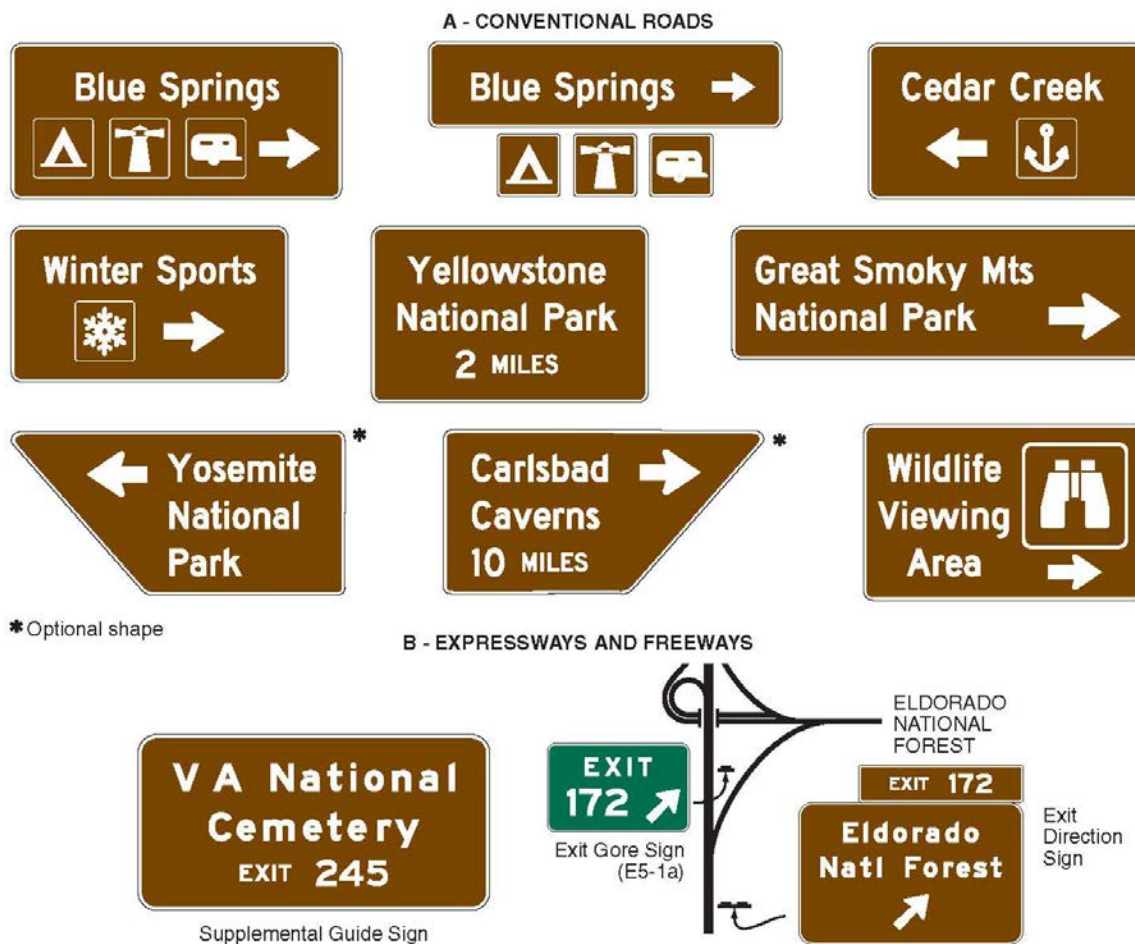 A - CONVENTIONAL ROADS
Blue Springs
Blue Springs
Cedar Creek
Winter Sports
Yellowstone
National Park
2 MILES
Great Smoky Mts
National Park
Yosemite
National
Park
*
Carlsbad
Caverns
10 MILES
*
Wildlife
Viewing
Area
* Optional shape
B - EXPRESSWAYS AND FREEWAYS
V A National
Cemetery
EXIT 245
Supplemental Guide Sign
EXIT
172
Exit Gore Sign
(E5-1a)
ELDORADO
NATIONAL
FOREST
EXIT 172
Eldorado
Natl Forest
Exit
Direction
Sign